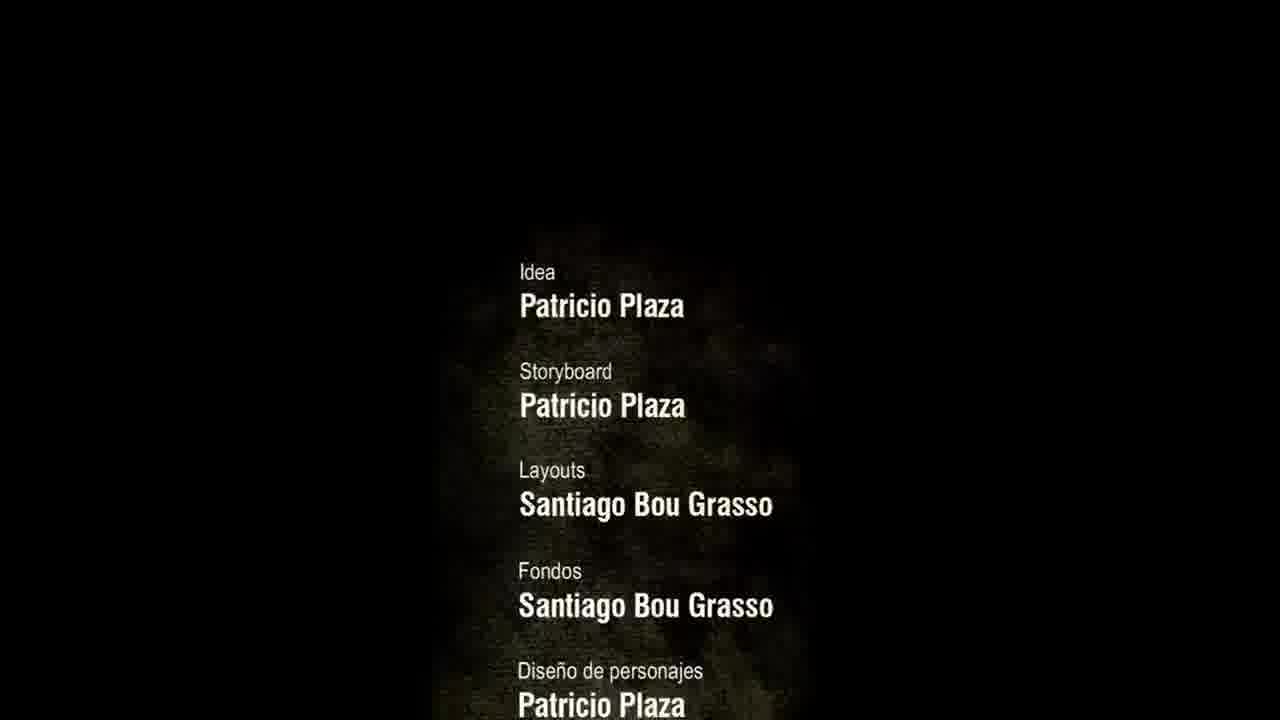 Idea
Patricio Plaza
Storyboard
Patricio Plaza
Layouts
Santiago Bou Grasso
Fondos
Santiago Bou Grasso
Diseño de personajes
Patricio Plaza